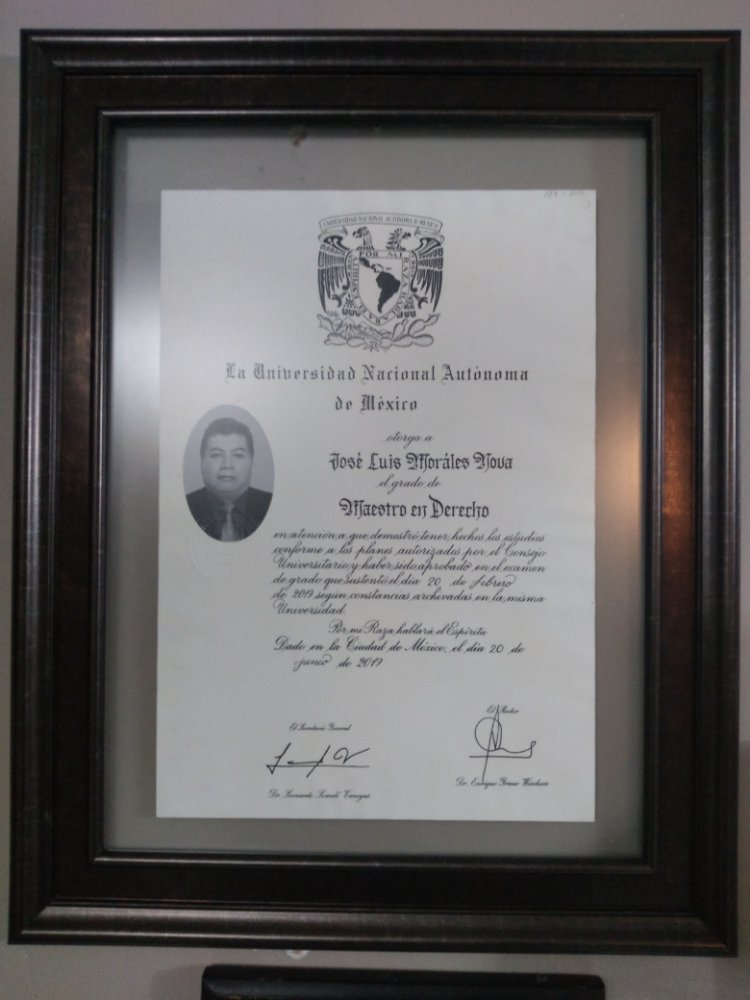 UNIVERSIDAD NACIONAL AUTÓNOMA DE MÉXICO
POR MI RAZA HABLARA EL ESPIRITU
La Universidad Nacional Autónoma
de México
otorga a
José Luis Moráles Nova
el grado de
Maestro en Derecho
en atención a que demostró tener hechos los estudios
conforme a los planes autorizados por el Consejo
Universitario y haber sido aprobado en el examen
de grado que sustentó el día 20 de febrero
de 2019 según constancias archivadas en la misma
Universidad.
Por mi Raza hablará el Espíritu
Dado en la Ciudad de México, el día 20 de
junio de 2019
El Secretario General
El Rector
Dr. Leonardo Lomelí Vanegas
Dr. Enrique Graue Wiechers